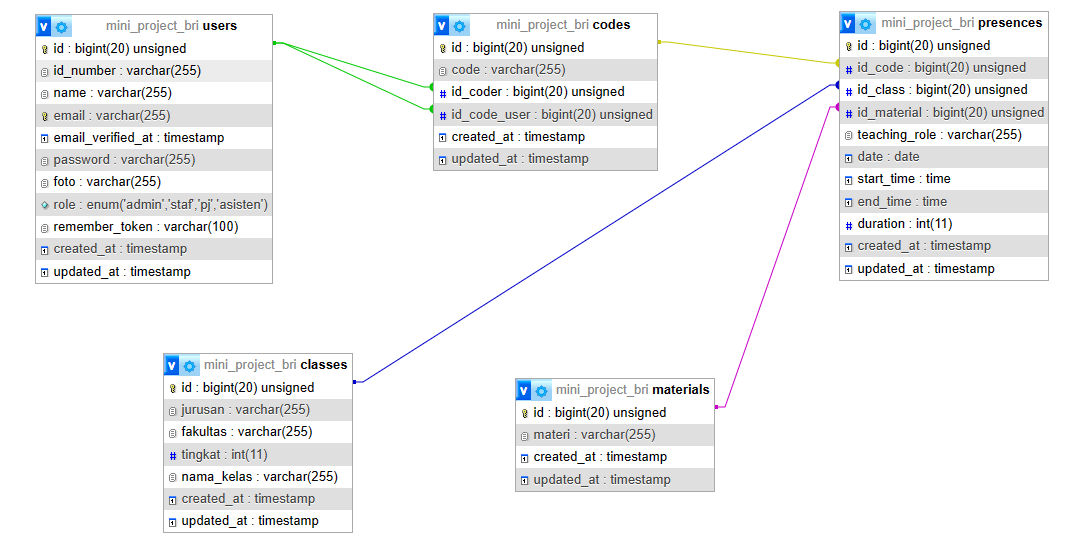 mini_project_bri users
id : bigint(20) unsigned
id_number : varchar(255)
name : varchar(255)
email : varchar(255)
email_verified_at : timestamp
password : varchar(255)
foto : varchar(255)
role : enum('admin','staf','pj','asisten')
remember_token : varchar(100)
created_at : timestamp
updated_at : timestamp
mini_project_bri codes
id : bigint(20) unsigned
code : varchar(255)
id_coder : bigint(20) unsigned
id_code_user : bigint(20) unsigned
created_at : timestamp
updated_at : timestamp
mini_project_bri presences
id : bigint(20) unsigned
id_code : bigint(20) unsigned
id_class : bigint(20) unsigned
id_material : bigint(20) unsigned
teaching_role : varchar(255)
date : date
start_time : time
end_time : time
duration : int(11)
created_at : timestamp
updated_at : timestamp
mini_project_bri classes
id : bigint(20) unsigned
jurusan : varchar(255)
fakultas : varchar(255)
tingkat : int(11)
nama_kelas : varchar(255)
created_at : timestamp
updated_at : timestamp
mini_project_bri materials
id : bigint(20) unsigned
materi : varchar(255)
created_at : timestamp
updated_at : timestamp